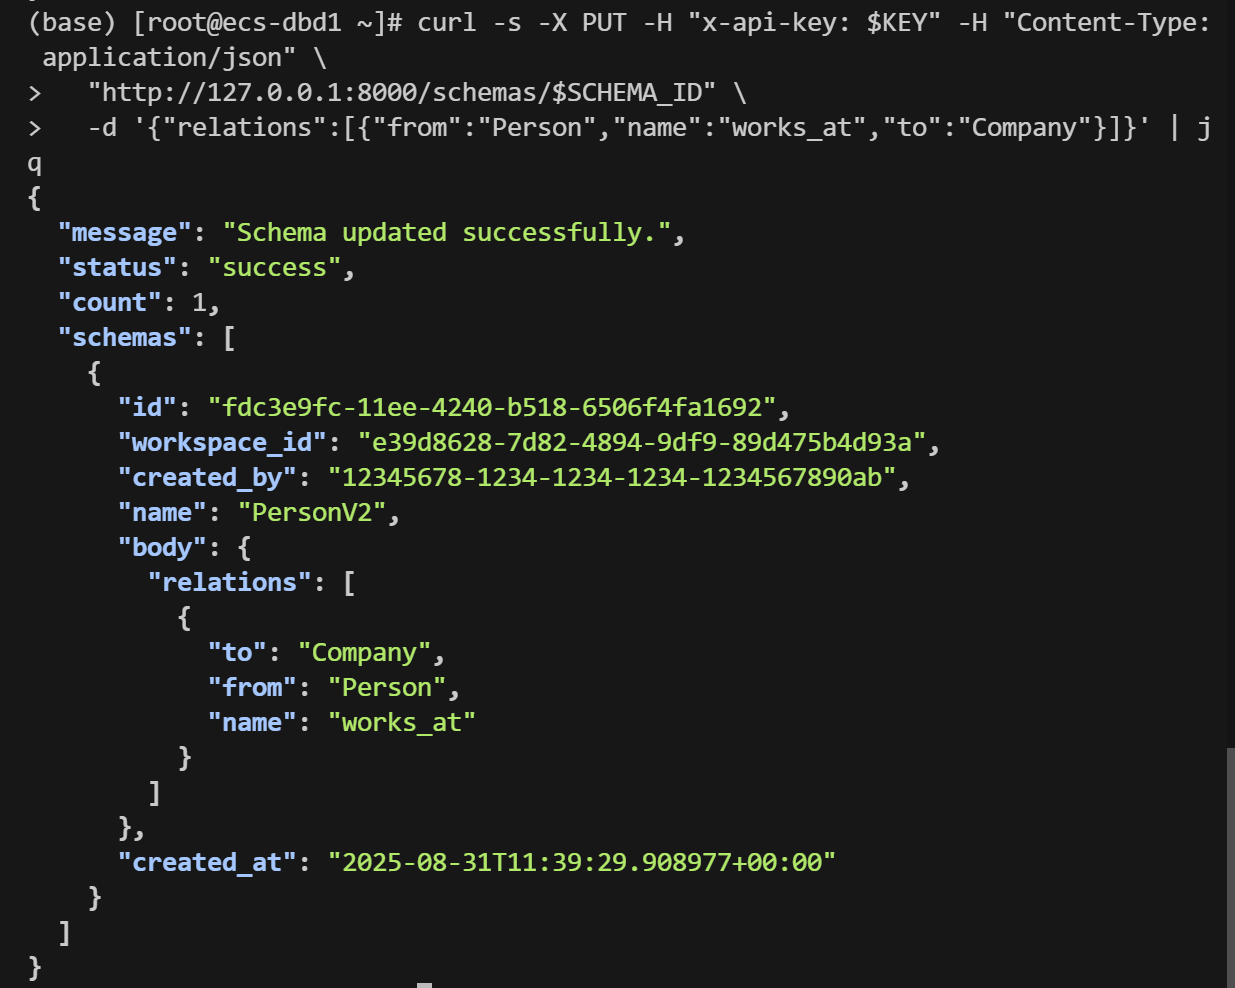 (base) [root@ecs-dbd1 ~]# curl -s -X PUT -H "x-api-key: $KEY" -H "Content-Type:
 application/json" \
>   "http://127.0.0.1:8000/schemas/$SCHEMA_ID" \
>   -d '{"relations":[{"from":"Person","name":"works_at","to":"Company"}]}' | j
q
{
  "message": "Schema updated successfully.",
  "status": "success",
  "count": 1,
  "schemas": [
    {
      "id": "fdc3e9fc-11ee-4240-b518-6506f4fa1692",
      "workspace_id": "e39d8628-7d82-4894-9df9-89d475b4d93a",
      "created_by": "12345678-1234-1234-1234-1234567890ab",
      "name": "PersonV2",
      "body": {
        "relations": [
          {
            "to": "Company",
            "from": "Person",
            "name": "works_at"
          }
        ]
      },
      "created_at": "2025-08-31T11:39:29.908977+00:00"
    }
  ]
}